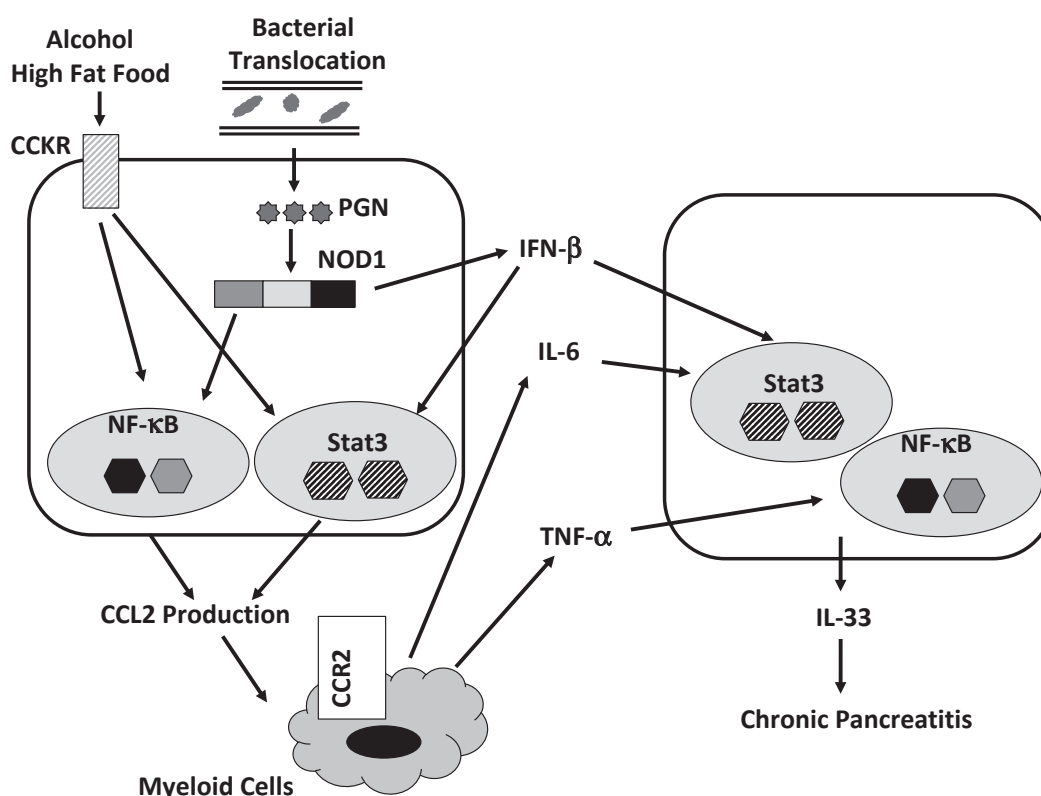 Alcohol
High Fat Food
Bacterial
Translocation
CCKR
PGN
NOD1
IFN-β
IL-6
Stat3
NF-κB
NF-κB
Stat3
TNF-α
CCL2 Production
CCR2
IL-33
Chronic Pancreatitis
Myeloid Cells